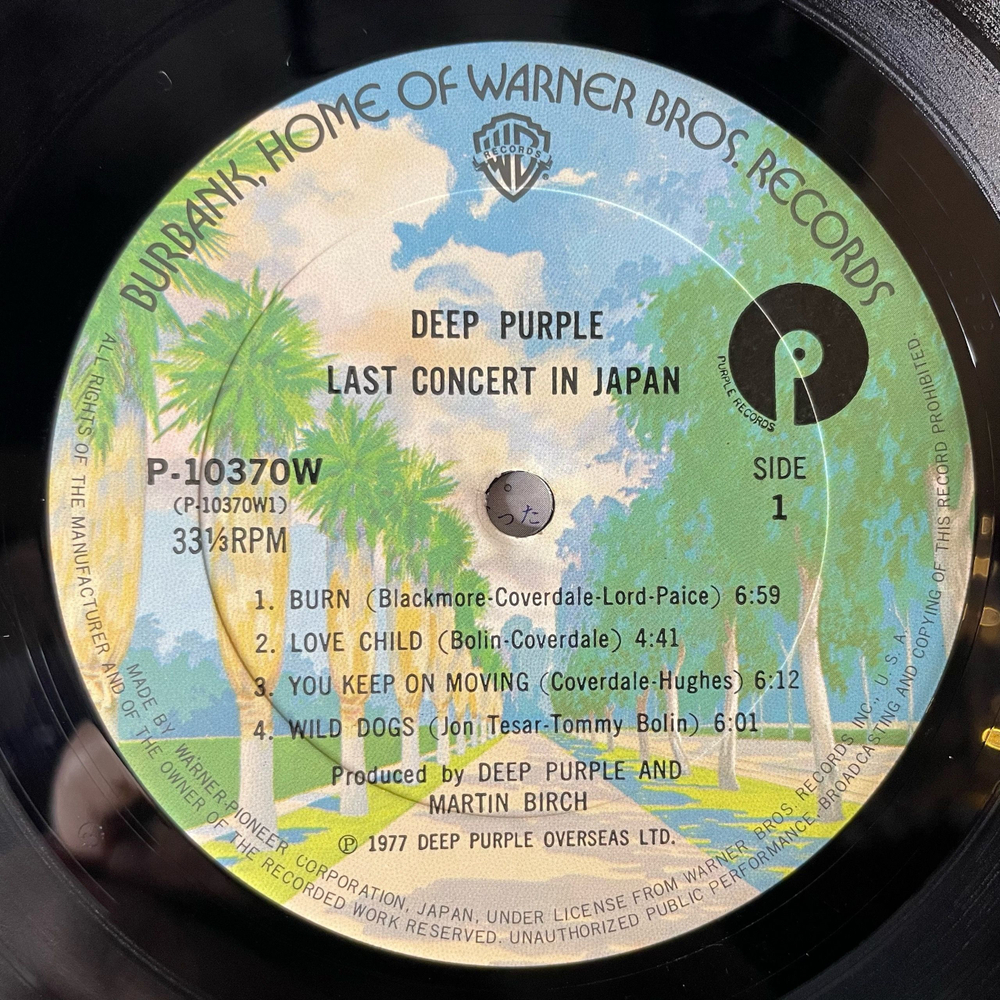 BURBANK, HOME OF WARNER BROS. RECORDS
RECORDS
DEEP PURPLE
LAST CONCERT IN JAPAN
PURPLE RECORDS
P-10370W
(P-10370W1)
33⅓RPM
SIDE
1
った
1. BURN (Blackmore-Coverdale-Lord-Paice) 6:59
2. LOVE CHILD (Bolin-Coverdale) 4:41
3. YOU KEEP ON MOVING (Coverdale-Hughes) 6:12
4. WILD DOGS (Jon Tesar-Tommy Bolin) 6:01
Produced by DEEP PURPLE AND
MARTIN BIRCH
Ⓟ 1977 DEEP PURPLE OVERSEAS LTD.
MADE BY WARNER-PIONEER CORPORATION, JAPAN, UNDER LICENSE FROM WARNER BROS. RECORDS INC., U. S. A.
ALL RIGHTS OF THE MANUFACTURER AND OF THE OWNER OF THE RECORDED WORK RESERVED. UNAUTHORIZED PUBLIC PERFORMANCE, BROADCASTING AND COPYING OF THIS RECORD PROHIBITED.